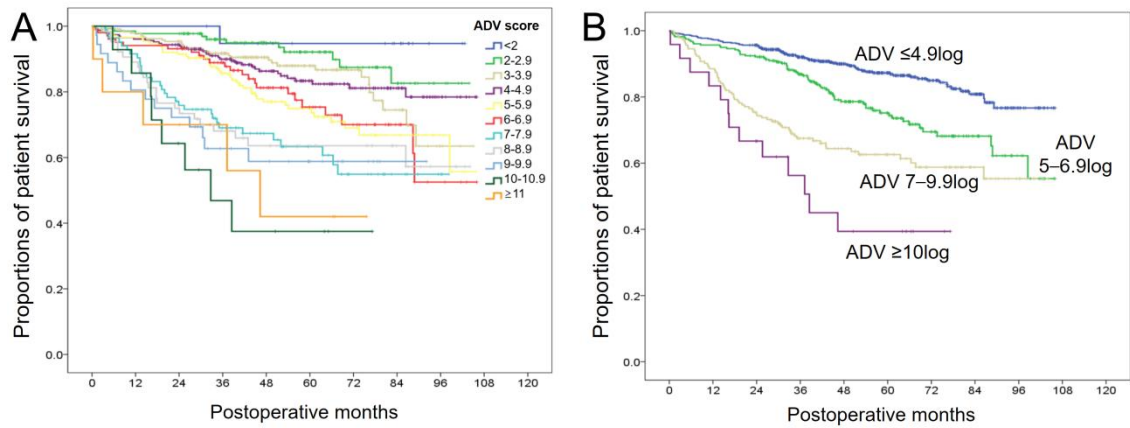 A
Proportions of patient survival
1.0
0.8
0.6
0.4
0.2
0.0
0 12 24 36 48 60 72 84 96 108 120
Postoperative months
ADV score
<2
2-2.9
3-3.9
4-4.9
5-5.9
6-6.9
7-7.9
8-8.9
9-9.9
10-10.9
≥11
B
Proportions of patient survival
1.0
0.8
0.6
0.4
0.2
0.0
0 12 24 36 48 60 72 84 96 108 120
Postoperative months
ADV ≤4.9log
ADV
5–6.9log
ADV 7–9.9log
ADV ≥10log